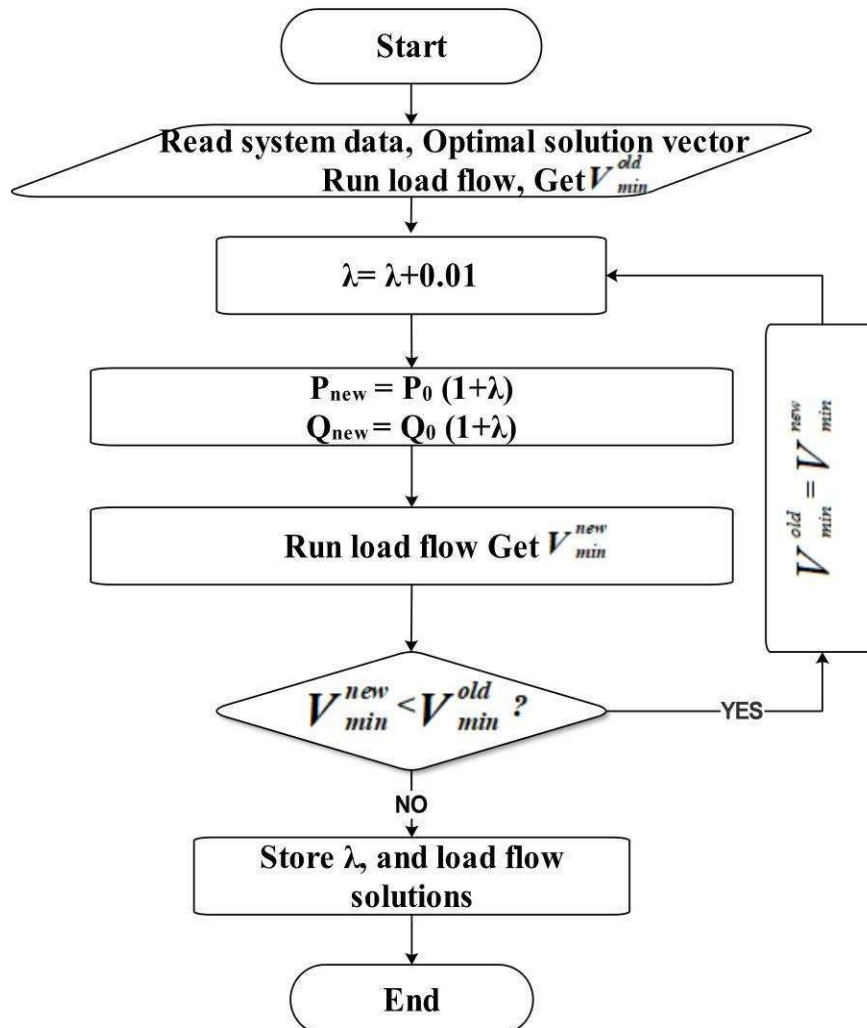 Start
Read system data, Optimal solution vector
Run load flow, Get V_min^old
λ= λ+0.01
P_new = P_0 (1+λ)
Q_new = Q_0 (1+λ)
Run load flow Get V_min^new
V_min^new < V_min^old ?
YES
V_min^old = V_min^new
NO
Store λ, and load flow
solutions
End